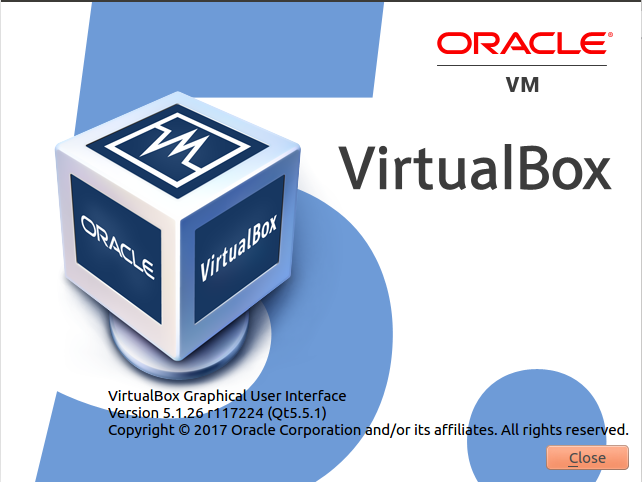 ORACLE®
VM
VirtualBox
ORACLE
VirtualBox
5.
VirtualBox Graphical User Interface
Version 5.1.26 r117224 (Qt5.5.1)
Copyright © 2017 Oracle Corporation and/or its affiliates. All rights reserved.
Close